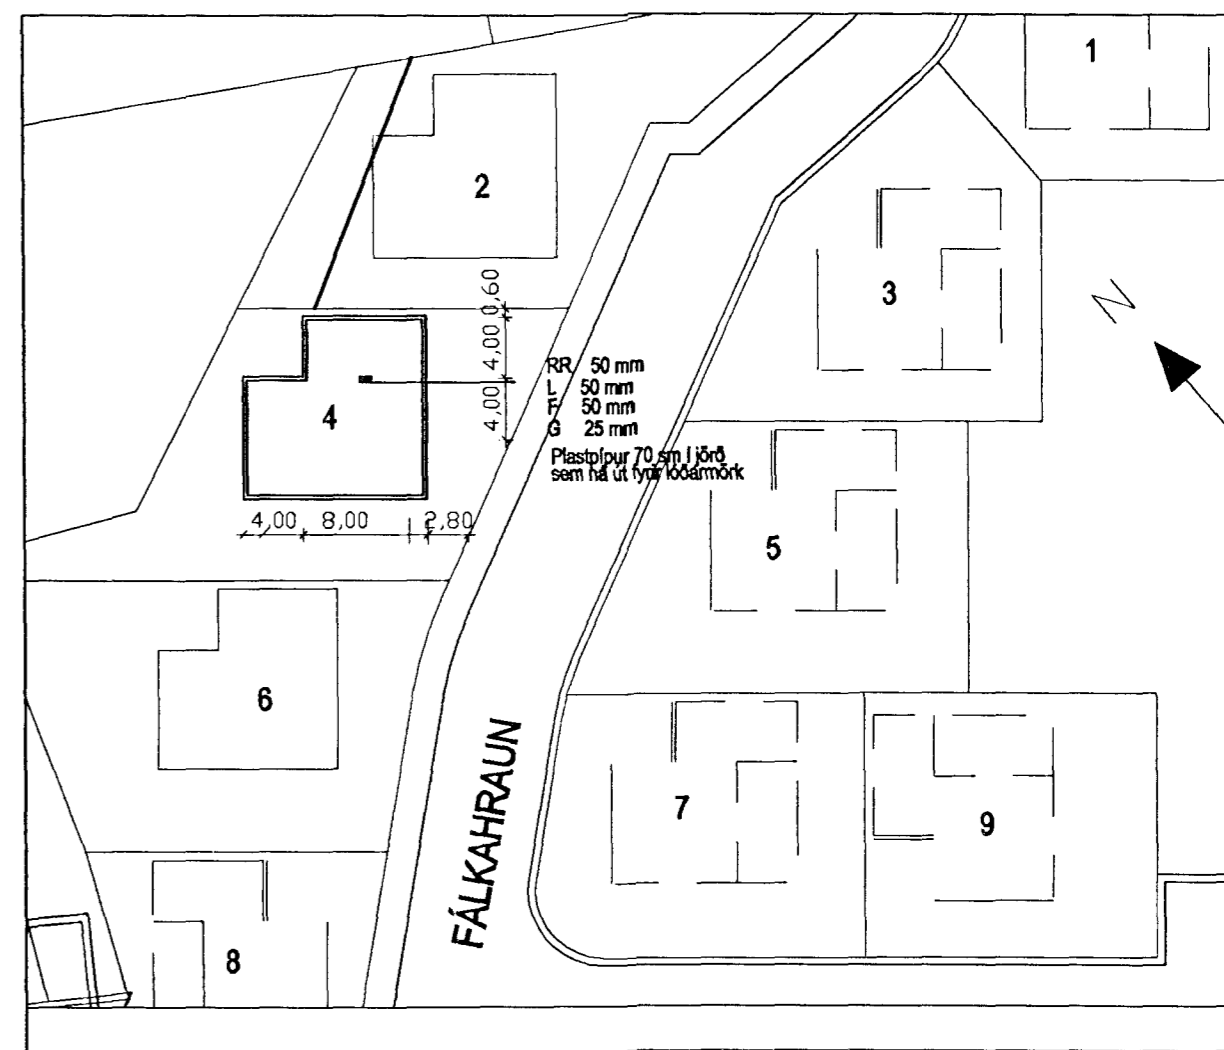 1
2
3
N
0,60
4,00
4,00
RR 50 mm
L 50 mm
F 50 mm
G 25 mm
Plastpípur 70 sm í jörð
sem ná út fyrir lóðarmörk
4
4,00 8,00 2,80
5
6
7
9
FÁLKAHRAUN
8